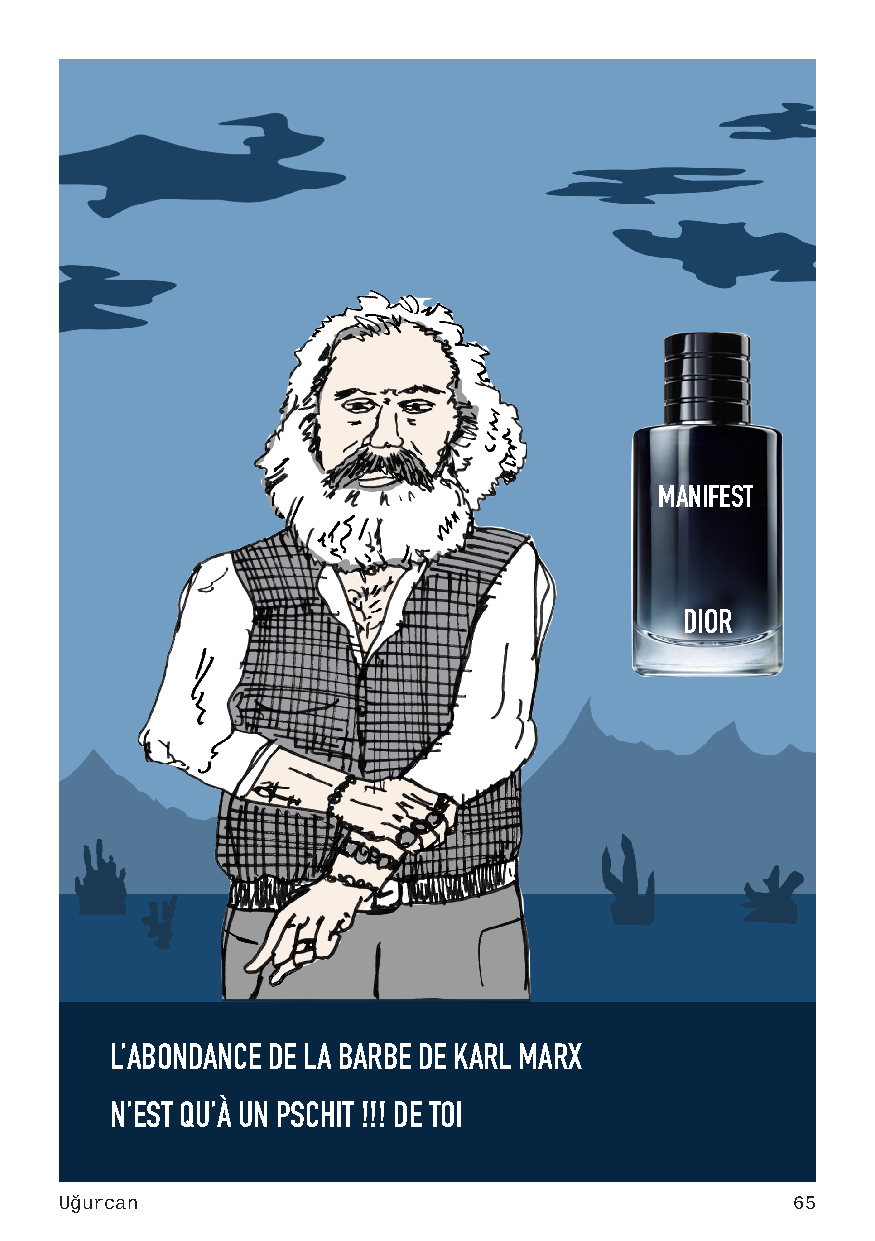 MANIFEST
DIOR
L'ABONDANCE DE LA BARBE DE KARL MARX
N'EST QU'À UN PSCHIT !!! DE TOI
Uğurcan
65